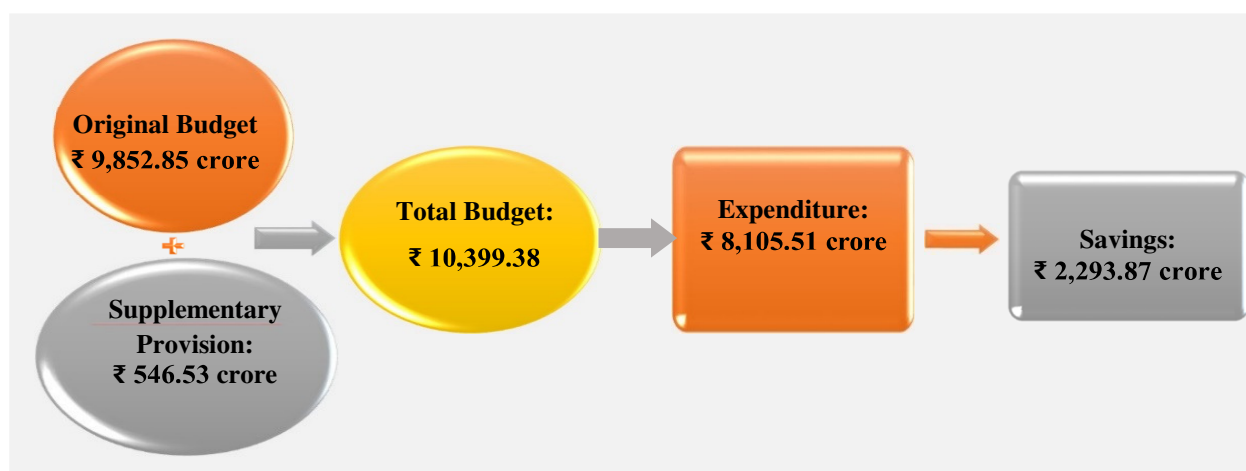 Original Budget
₹ 9,852.85 crore
+
Supplementary
Provision:
₹ 546.53 crore
Total Budget:
₹ 10,399.38
Expenditure:
₹ 8,105.51 crore
Savings:
₹ 2,293.87 crore